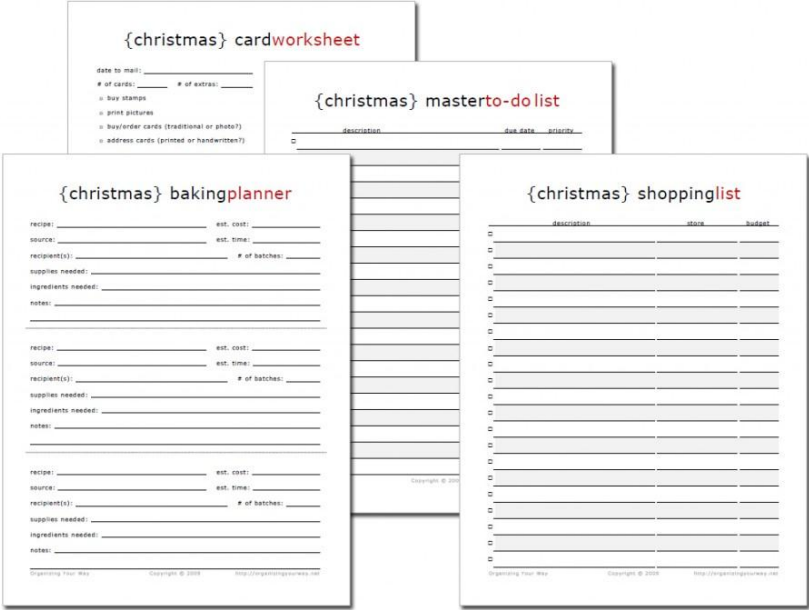 {christmas} cardworksheet
date to mail:
# of cards: # of extras:
buy stamps
print pictures
buy/order cards (traditional or photo?)
address cards (printed or handwritten?)
{christmas} masterto-do list
description due date priority
Copyright © 200
{christmas} bakingplanner
recipe: est. cost:
source: est. time:
recipient(s): # of batches:
supplies needed:
ingredients needed:
notes:
recipe: est. cost:
source: est. time:
recipient(s): # of batches:
supplies needed:
ingredients needed:
notes:
recipe: est. cost:
source: est. time:
recipient(s): # of batches:
supplies needed:
ingredients needed:
notes:
Organizing Your Way Copyright © 2009 http://organizingyourway.net
{christmas} shoppinglist
description store budget
Organizing Your Way Copyright © 2009 http://organizingyourway.net